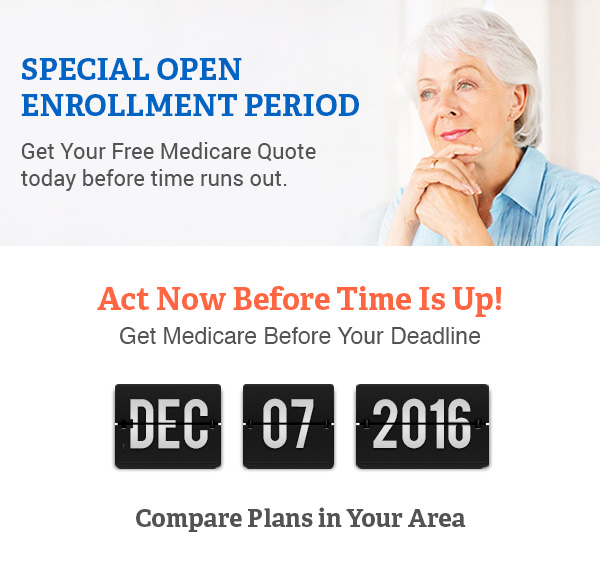 SPECIAL OPEN
ENROLLMENT PERIOD
Get Your Free Medicare Quote
today before time runs out.
Act Now Before Time Is Up!
Get Medicare Before Your Deadline
DEC 07 2016
Compare Plans in Your Area